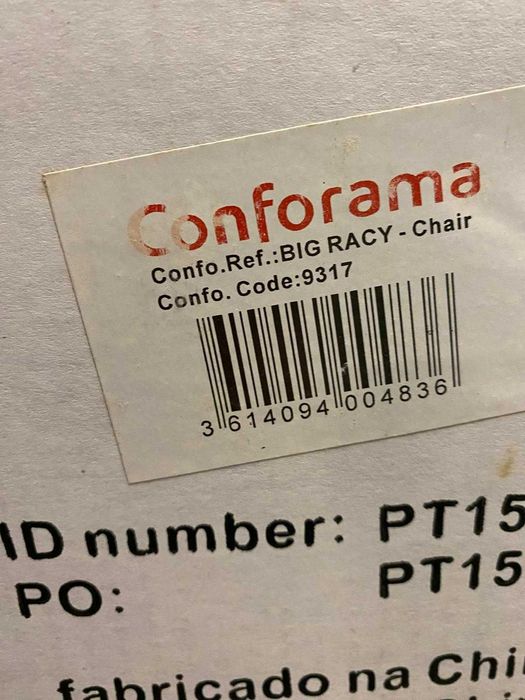 Conforama
Confo.Ref.:BIG RACY - Chair
Confo. Code:9317
3 614094 004836
ID number: PT15
PO: PT15
fabricado na Chi